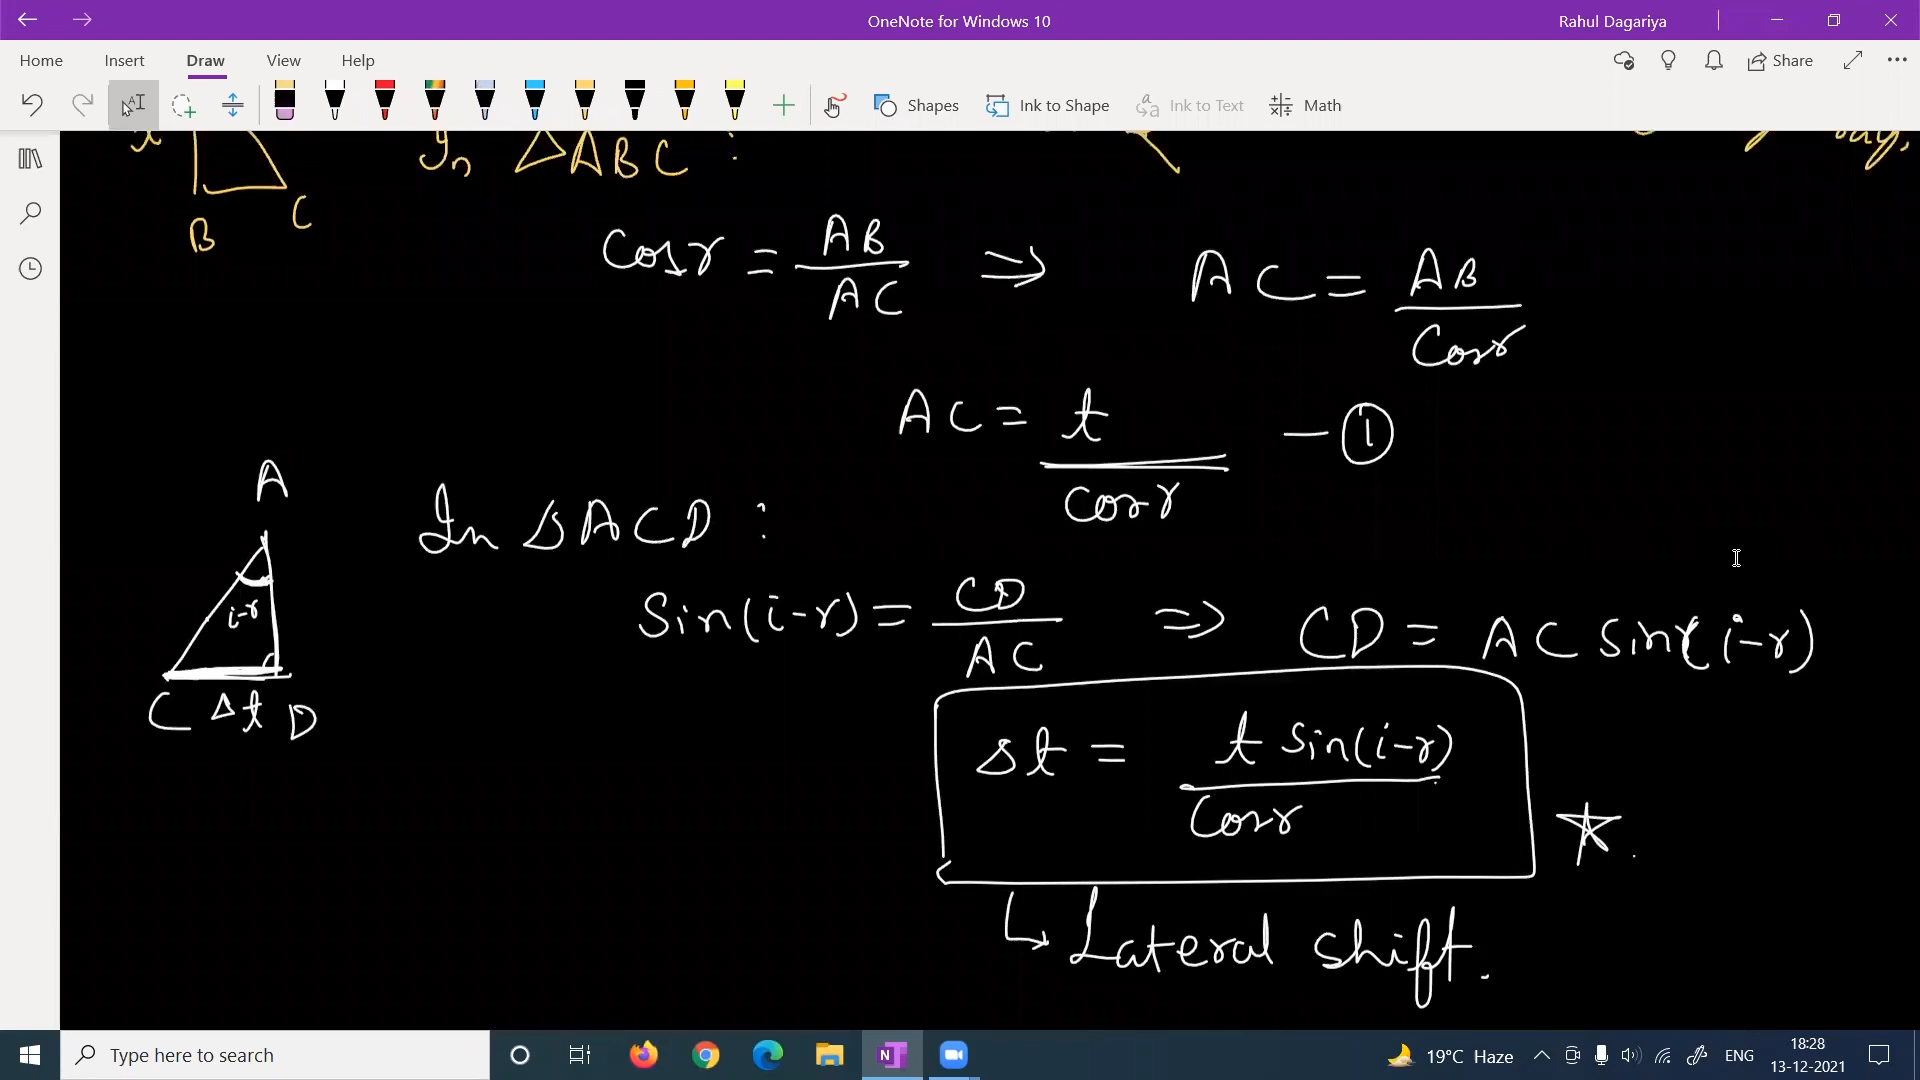 OneNote for Windows 10
Rahul Dagariya
Home Insert Draw View Help
Share
Shapes Ink to Shape Ink to Text Math
In △ABC :
B C
Cos r = AB / AC ⇒ AC = AB / Cos r
AC = t / cos r — ①
A
In △ACD :
i-r
Sin(i-r) = CD / AC ⇒ CD = AC sin(i-r)
C Δt D
Δt = t sin(i-r) / Cos r
↳ Lateral shift.
Type here to search
19°C Haze
ENG
18:28
13-12-2021